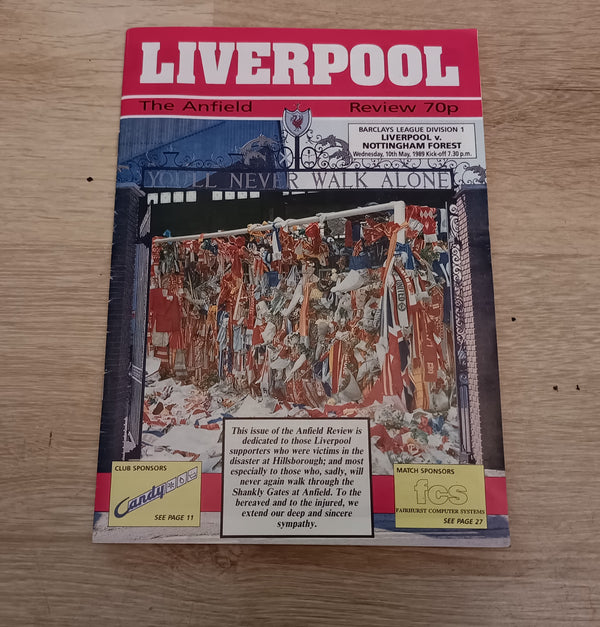 LIVERPOOL
The Anfield Review 70p
BARCLAYS LEAGUE DIVISION 1
LIVERPOOL v.
NOTTINGHAM FOREST
Wednesday, 10th May, 1989 Kick-off 7.30 p.m.
YOU'LL NEVER WALK ALONE
This issue of the Anfield Review is
dedicated to those Liverpool
supporters who were victims in the
disaster at Hillsborough; and most
especially to those who, sadly, will
never again walk through the
Shankly Gates at Anfield. To the
bereaved and to the injured, we
extend our deep and sincere
sympathy.
CLUB SPONSORS
Candy
SEE PAGE 11
MATCH SPONSORS
fcs
FAIRHURST COMPUTER SYSTEMS
SEE PAGE 27